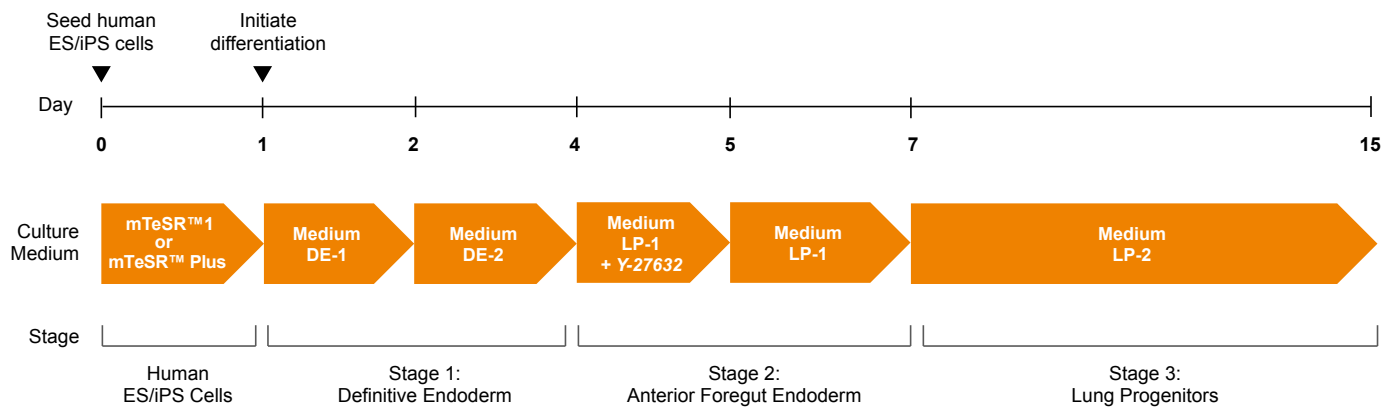 Seed human
ES/iPS cells
Initiate
differentiation
Day
0 1 2 4 5 7 15
Culture
Medium
mTeSR™1
or
mTeSR™ Plus
Medium
DE-1
Medium
DE-2
Medium
LP-1
+ Y-27632
Medium
LP-1
Medium
LP-2
Stage
Human
ES/iPS Cells
Stage 1:
Definitive Endoderm
Stage 2:
Anterior Foregut Endoderm
Stage 3:
Lung Progenitors